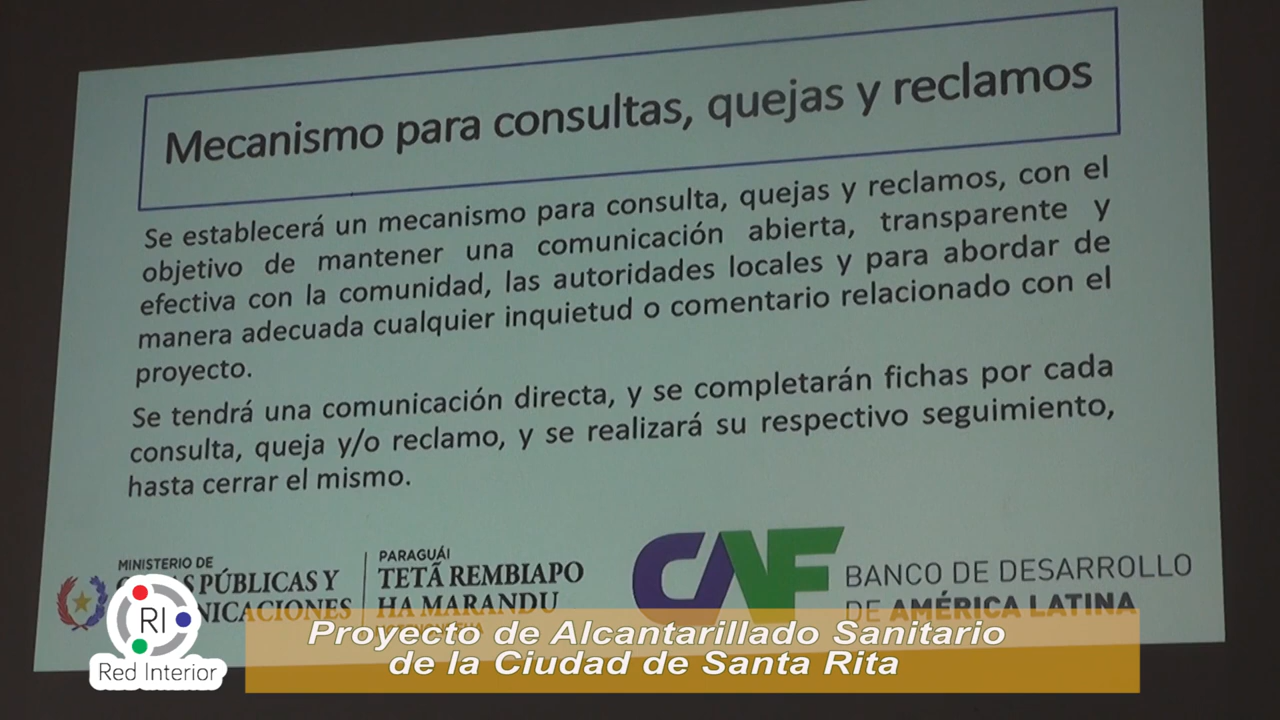 Mecanismo para consultas, quejas y reclamos
Se establecerá un mecanismo para consulta, quejas y reclamos, con el
objetivo de mantener una comunicación abierta, transparente y
efectiva con la comunidad, las autoridades locales y para abordar de
manera adecuada cualquier inquietud o comentario relacionado con el
proyecto.
Se tendrá una comunicación directa, y se completarán fichas por cada
consulta, queja y/o reclamo, y se realizará su respectivo seguimiento,
hasta cerrar el mismo.
MINISTERIO DE
PÚBLICAS Y
PARAGUÁI
TETÃ REMBIAPO
HA MARANDU
CAF
BANCO DE DESARROLLO
DE AMÉRICA LATINA
RI
Red Interior
Proyecto de Alcantarillado Sanitario
de la Ciudad de Santa Rita